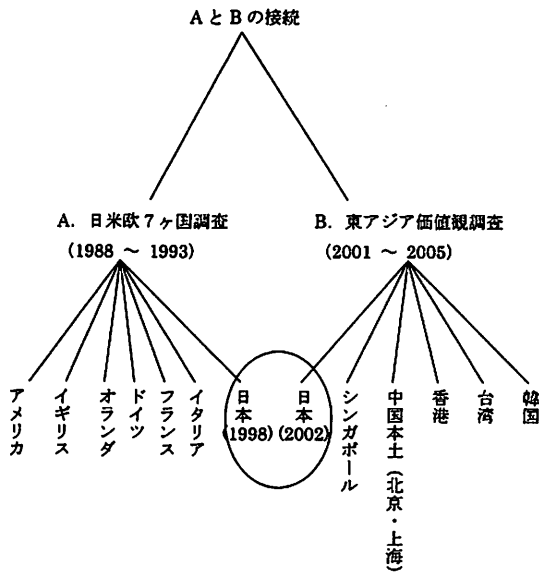 AとBの接続
A. 日米欧7ヶ国調査
(1988 ～ 1993)
B. 東アジア価値観調査
(2001 ～ 2005)
アメリカ
イギリス
オランダ
ドイツ
フランス
イタリア
日本
(1998)
日本
(2002)
シンガポール
中国本土(北京・上海)
香港
台湾
韓国